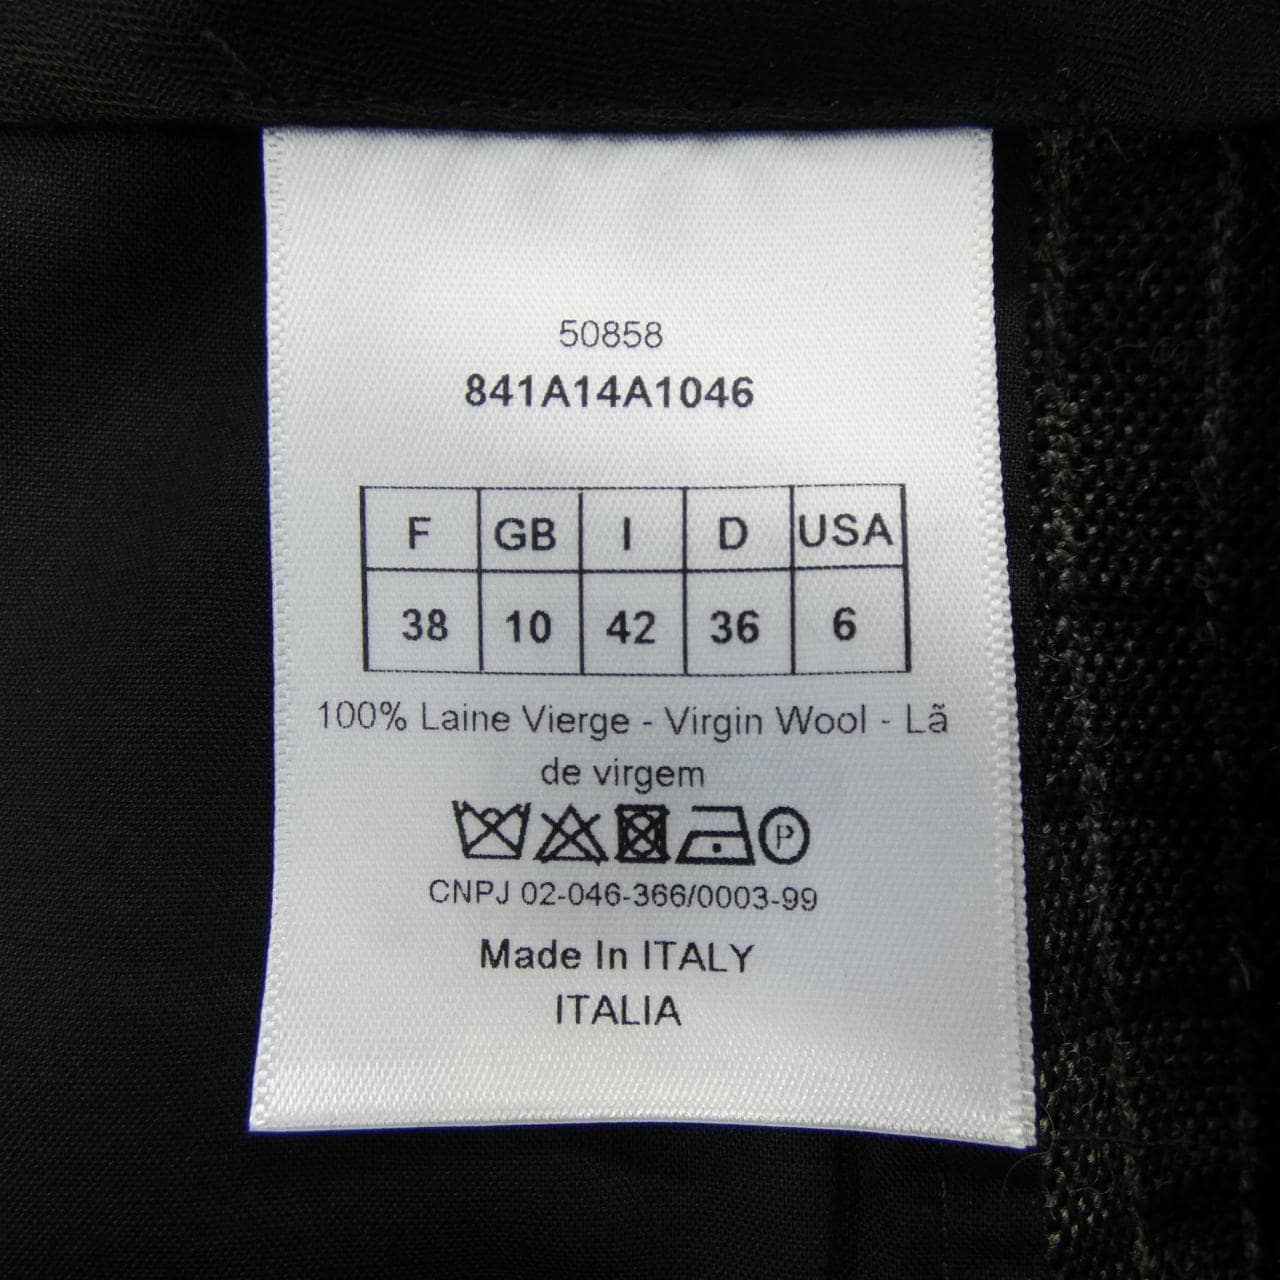 50858
841A14A1046
F GB I D USA
38 10 42 36 6
100% Laine Vierge - Virgin Wool - Lã
de virgem
P
CNPJ 02-046-366/0003-99
Made In ITALY
ITALIA